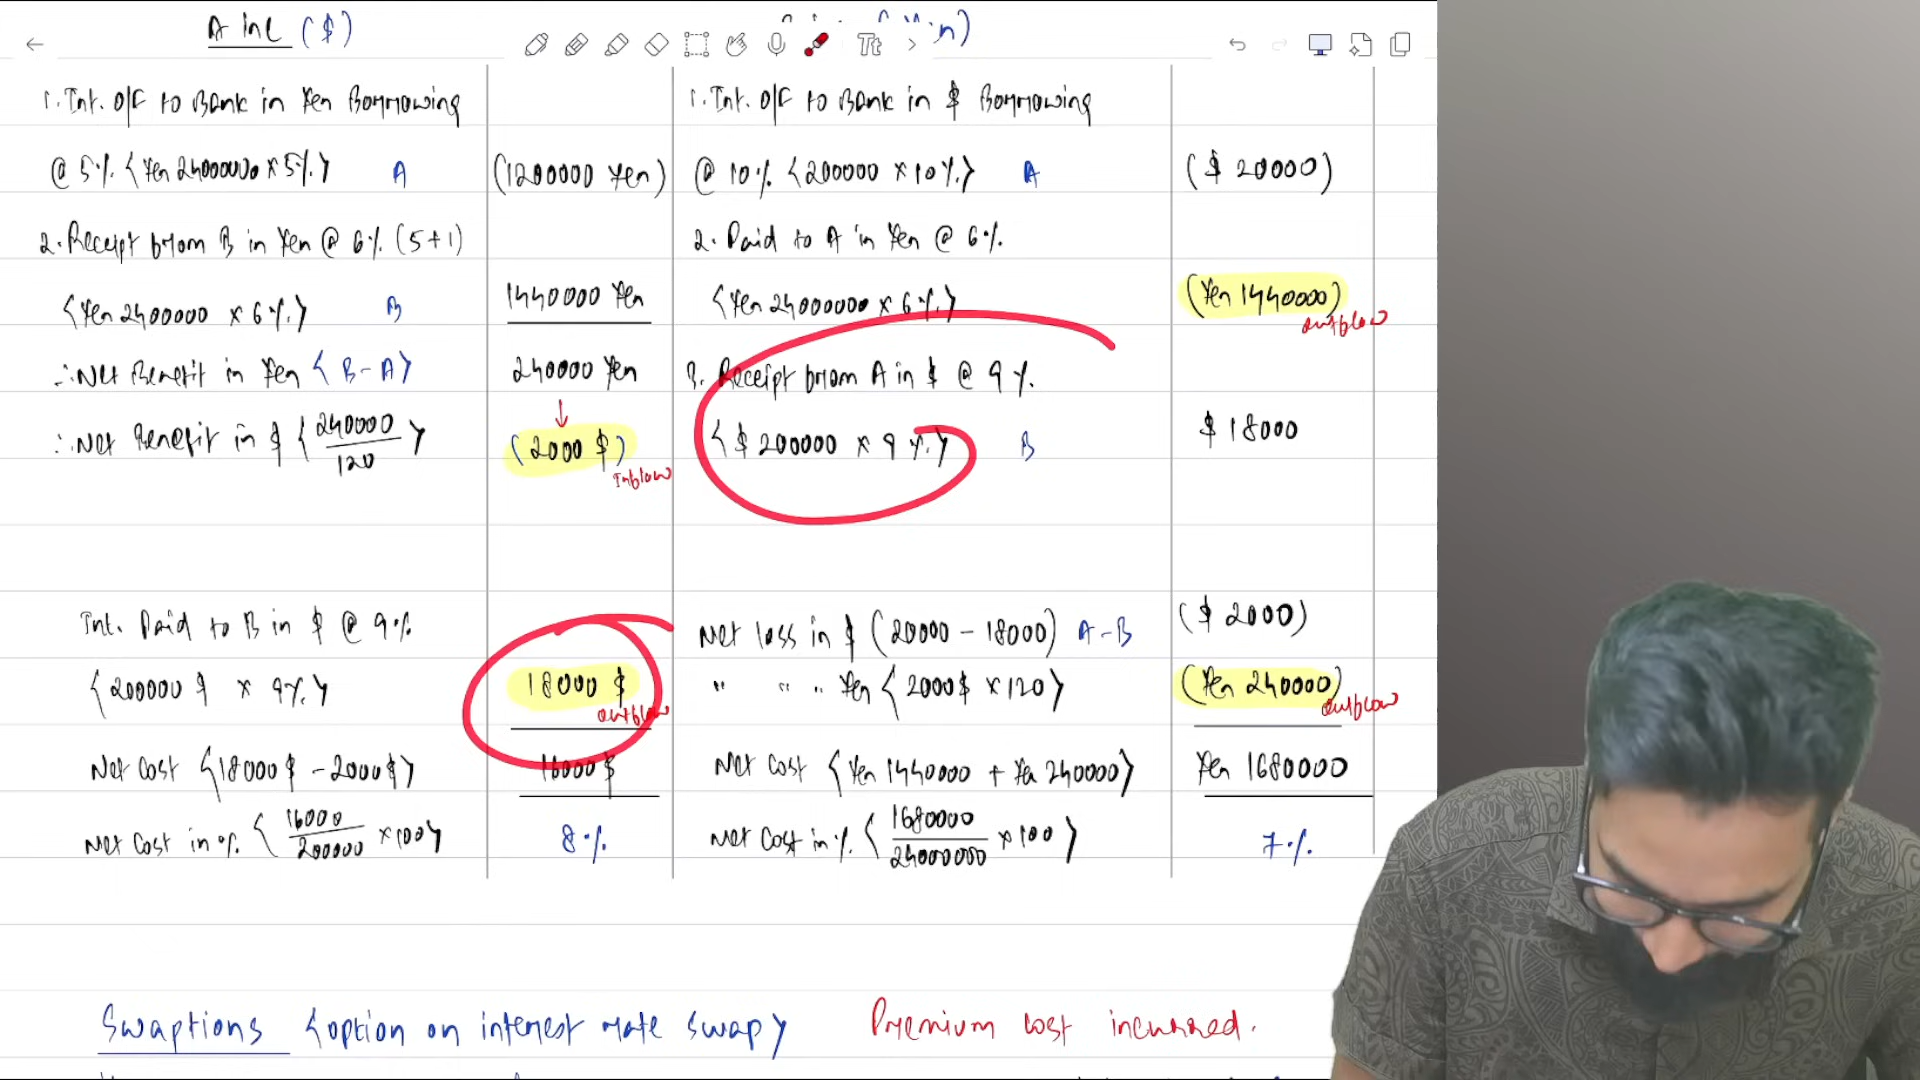 A inc ($)
1. Int. O/F to Bank in Yen Borrowing
@ 5% {Yen 24000000 x 5%} A (1200000 Yen)
2. Receipt from B in Yen @ 6% (5+1)
{Yen 2400000 x 6%} B 1440000 Yen
∴ Net Benefit in Yen {B-A} 240000 Yen
∴ Net Benefit in $ {240000/120} (2000 $)
Inflow
Int. Paid to B in $ @ 9%
{200000 $ x 9%} 18000 $
outflow
Net Cost {18000 $ - 2000 $} 16000 $
Net Cost in % {16000/200000 x 100} 8%
Tt
1. Int. O/F to Bank in $ Borrowing
@ 10% {200000 x 10%} A ($ 20000)
2. Paid to A in Yen @ 6%
{Yen 24000000 x 6%} (Yen 1440000)
outflow
3. Receipt from A in $ @ 9%
{$ 200000 x 9%} B $ 18000
Net loss in $ (20000 - 18000) A-B ($ 2000)
" " " Yen {2000$ x 120} (Yen 240000)
outflow
Net Cost {Yen 1440000 + Yen 240000} Yen 1680000
Net Cost in % {1680000/24000000 x 100} 7%
Swaptions {option on interest rate swap} Premium cost incurred.